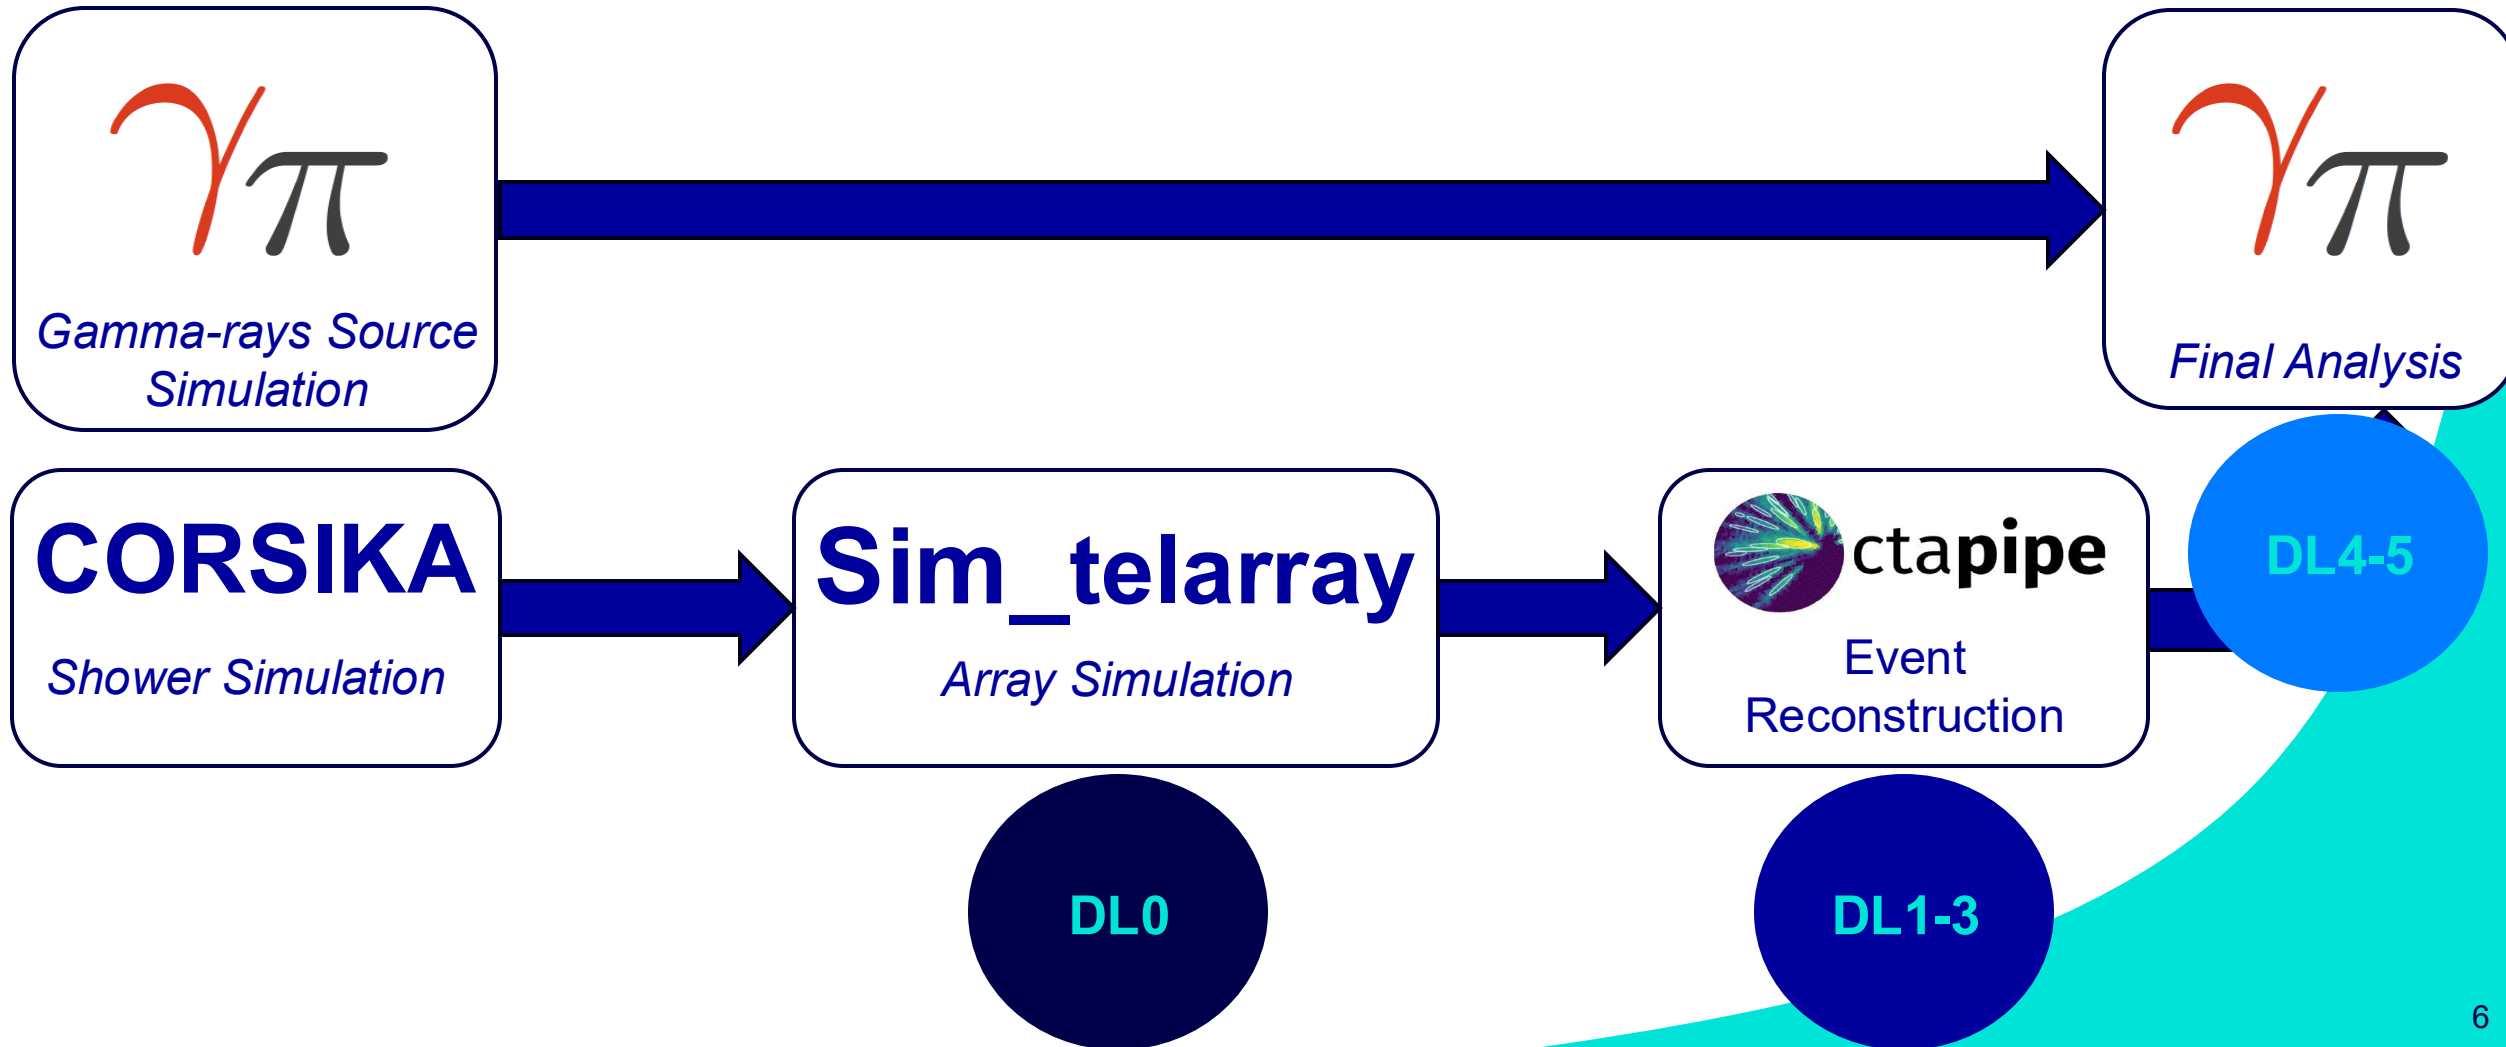 γπ
Gamma-rays Source
Simulation
γπ
Final Analysis
CORSIKA
Shower Simulation
Sim_telarray
Array Simulation
ctapipe
Event
Reconstruction
DL4-5
DL0
DL1-3
6